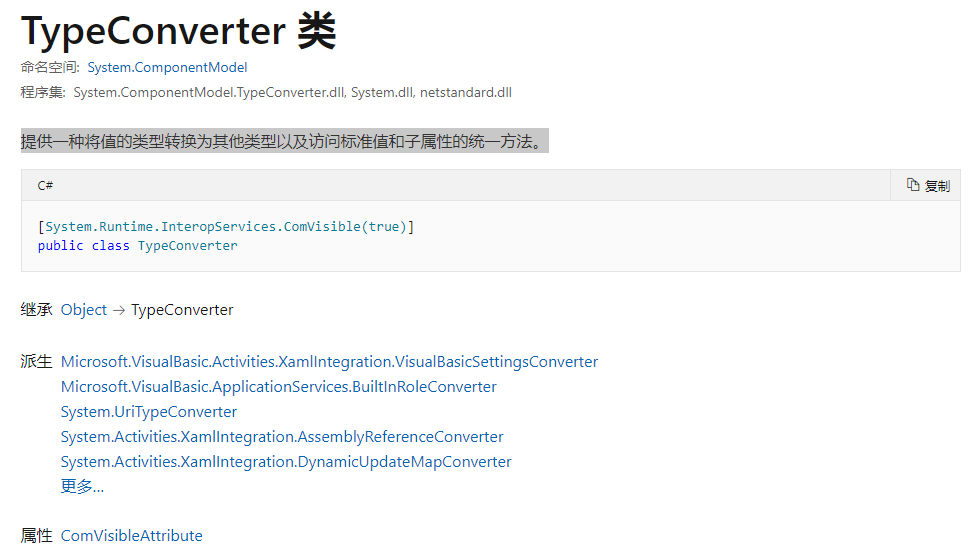 TypeConverter 类
命名空间: System.ComponentModel
程序集: System.ComponentModel.TypeConverter.dll, System.dll, netstandard.dll
提供一种将值的类型转换为其他类型以及访问标准值和子属性的统一方法。
C# 复制
[System.Runtime.InteropServices.ComVisible(true)]
public class TypeConverter
继承 Object → TypeConverter
派生 Microsoft.VisualBasic.Activities.XamlIntegration.VisualBasicSettingsConverter
Microsoft.VisualBasic.ApplicationServices.BuiltInRoleConverter
System.UriTypeConverter
System.Activities.XamlIntegration.AssemblyReferenceConverter
System.Activities.XamlIntegration.DynamicUpdateMapConverter
更多...
属性 ComVisibleAttribute